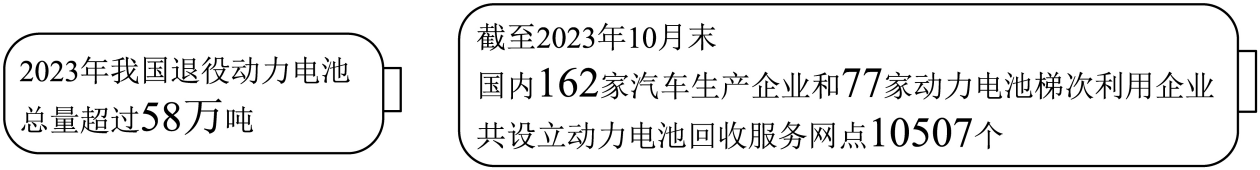 2023年我国退役动力电池
总量超过58万吨
截至2023年10月末
国内162家汽车生产企业和77家动力电池梯次利用企业
共设立动力电池回收服务网点10507个